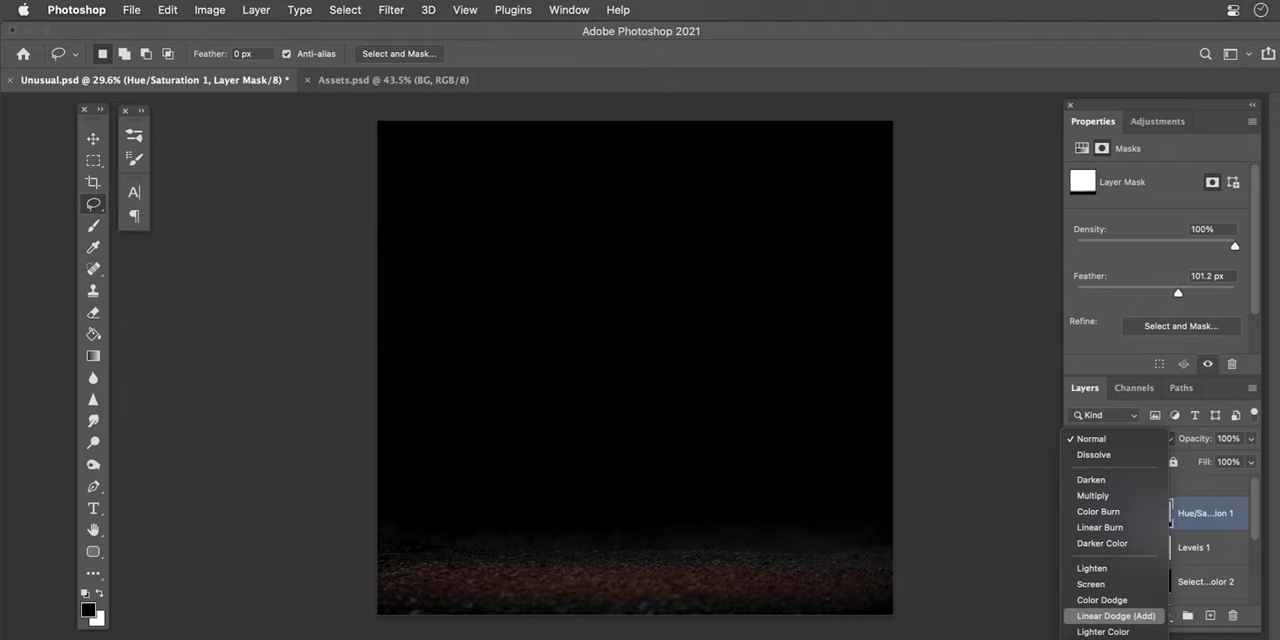 Photoshop File Edit Image Layer Type Select Filter 3D View Plugins Window Help
Adobe Photoshop 2021
Feather: 0 px Anti-alias Select and Mask...
Unusual.psd @ 29.6% (Hue/Saturation 1, Layer Mask/8) * Assets.psd @ 43.5% (BG, RGB/8)
Properties Adjustments
Masks
Layer Mask
Density: 100%
Feather: 101.2 px
Refine: Select and Mask...
Layers Channels Paths
Kind
Normal Opacity: 100%
Dissolve
Fill: 100%
Darken
Multiply
Color Burn Hue/Sa...ion 1
Linear Burn
Darker Color Levels 1
Lighten
Screen Select...olor 2
Color Dodge
Linear Dodge (Add)
Lighter Color